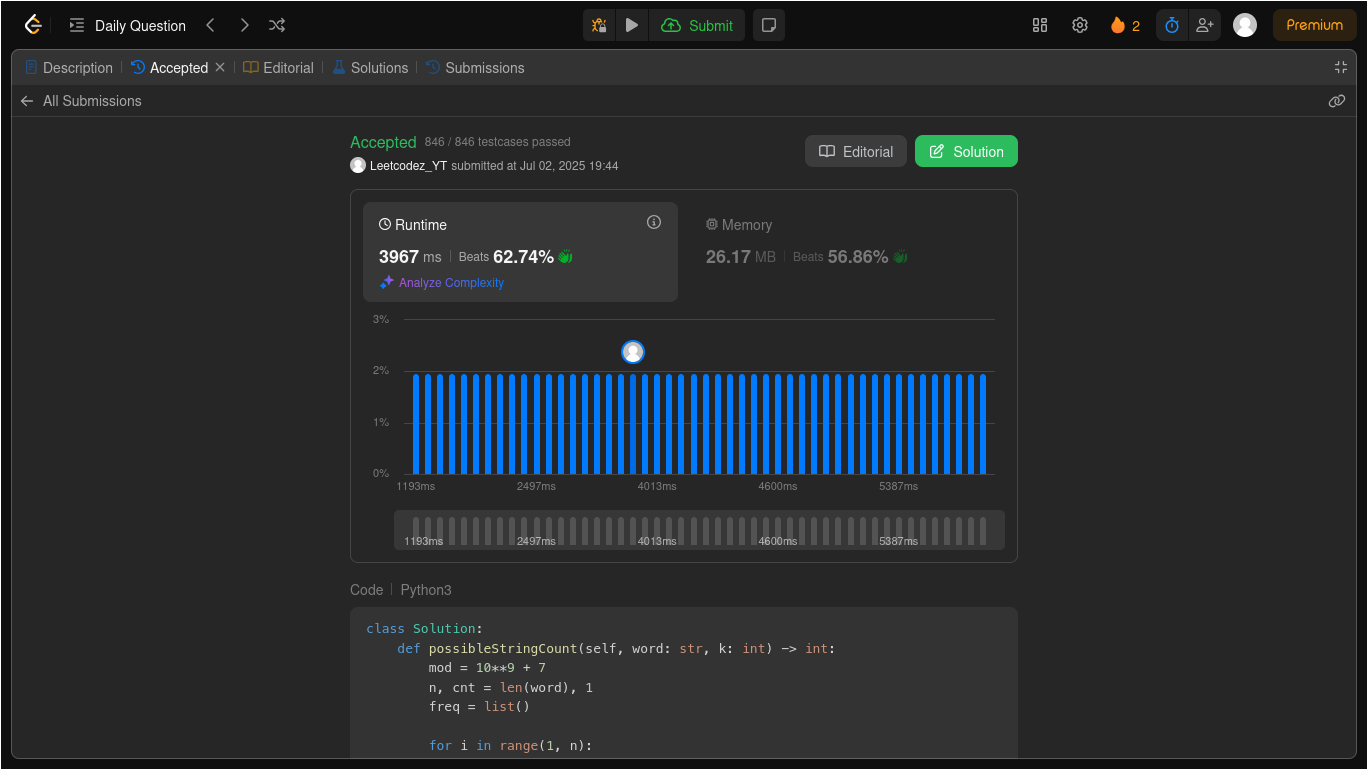 Daily Question
Submit
2
Premium
Description
Accepted
Editorial
Solutions
Submissions
All Submissions
Accepted 846 / 846 testcases passed
Leetcodez_YT submitted at Jul 02, 2025 19:44
Editorial
Solution
Runtime
3967 ms | Beats 62.74%
Analyze Complexity
Memory
26.17 MB | Beats 56.86%
3%
2%
1%
0%
1193ms 2497ms 4013ms 4600ms 5387ms
1193ms 2497ms 4013ms 4600ms 5387ms
Code | Python3
class Solution:
    def possibleStringCount(self, word: str, k: int) -> int:
        mod = 10**9 + 7
        n, cnt = len(word), 1
        freq = list()
        for i in range(1, n):